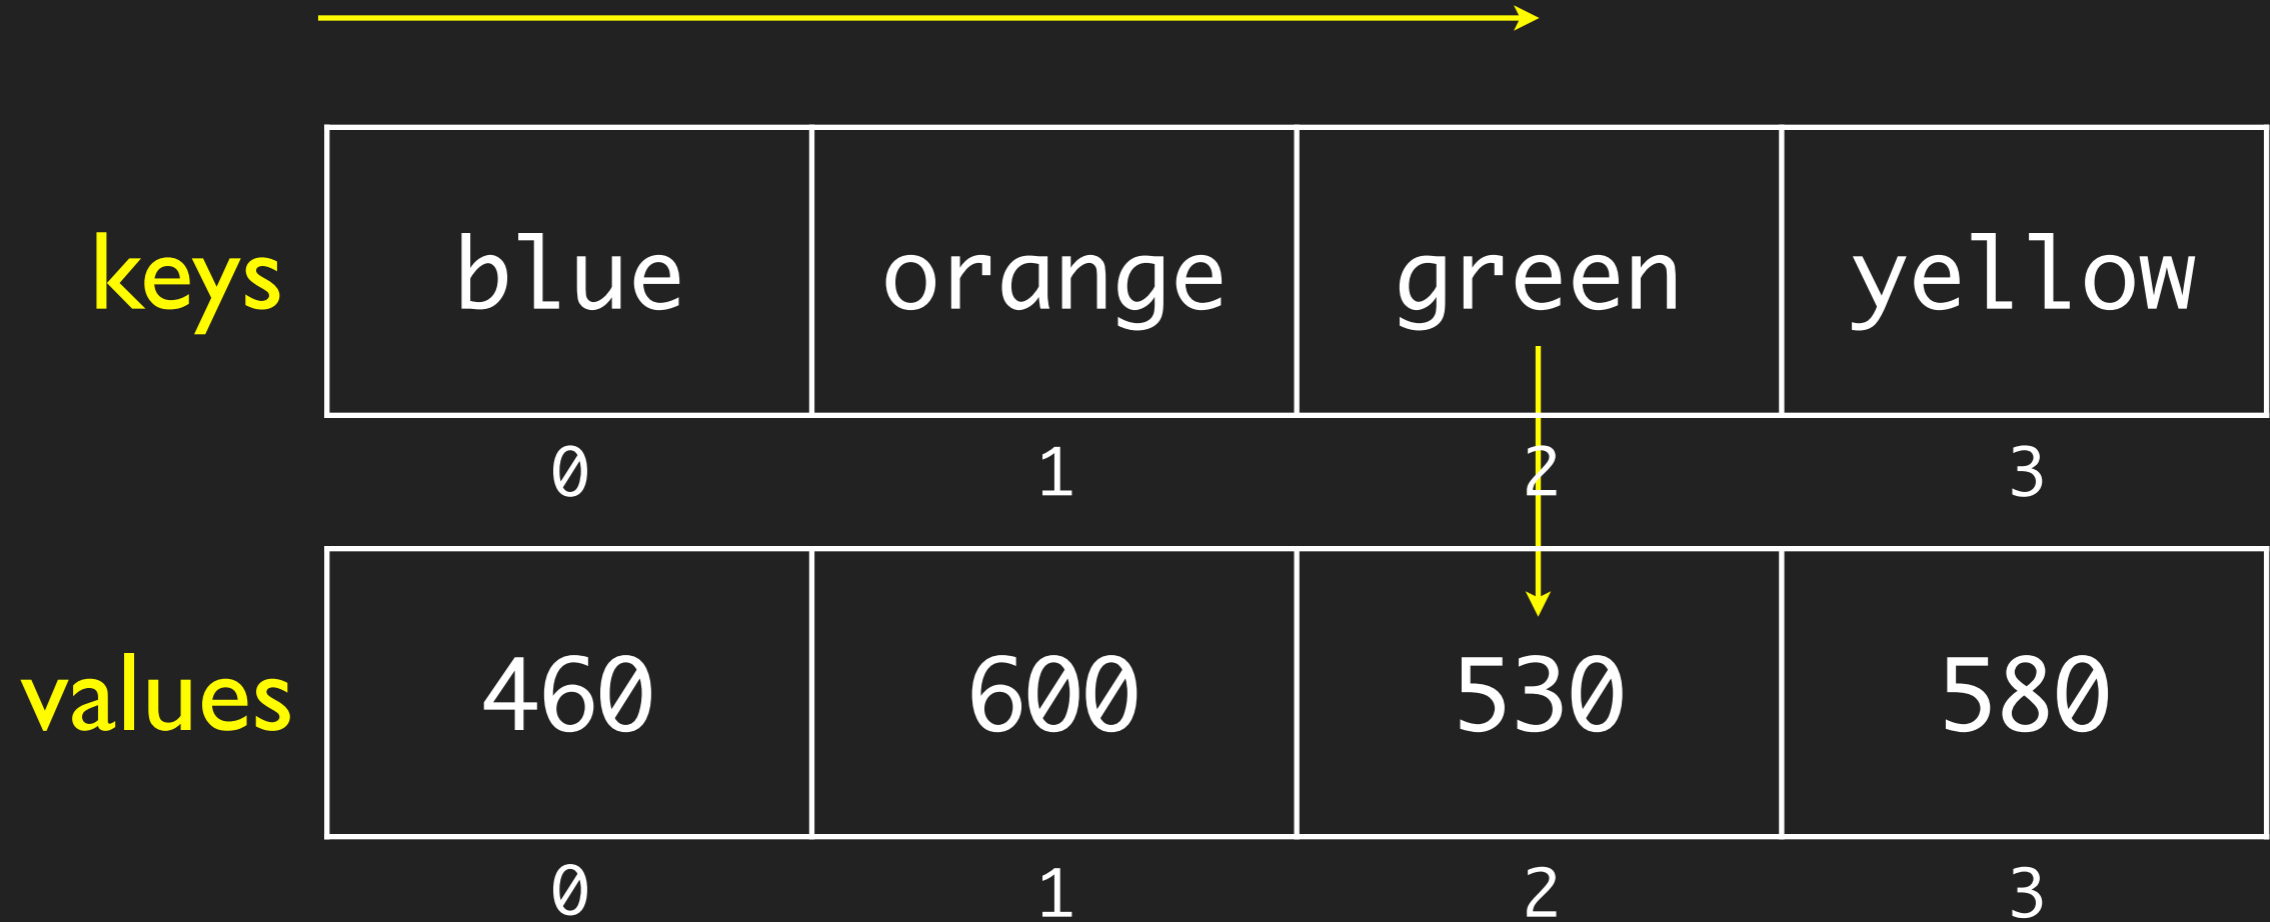 keys blue orange green yellow
0 1 2 3
values 460 600 530 580
0 1 2 3